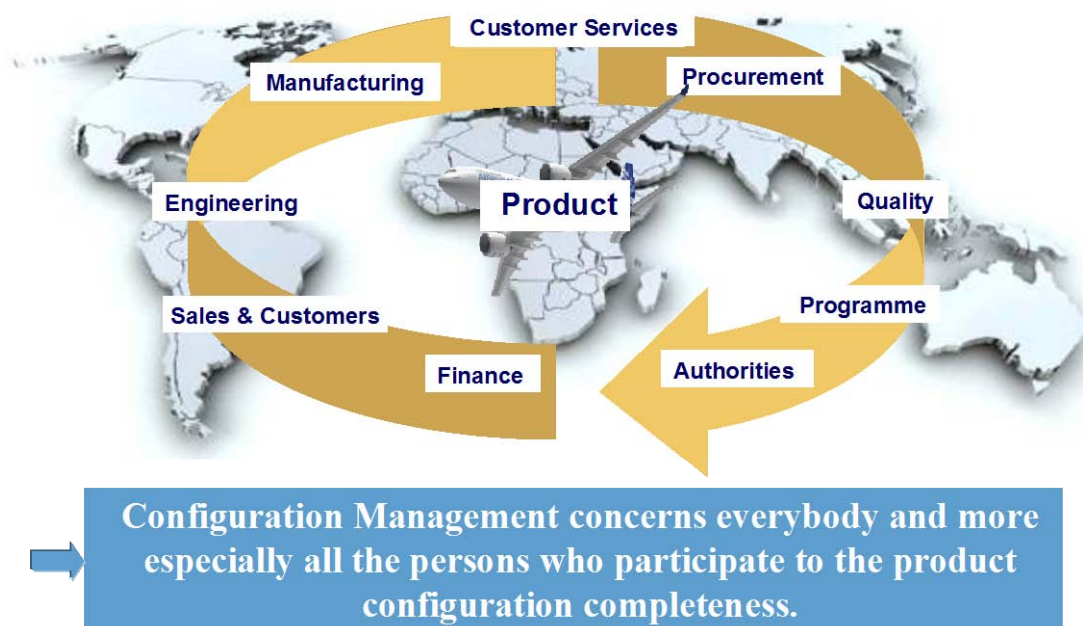 Customer Services
Manufacturing
Procurement
Engineering
Product
Quality
Sales & Customers
Programme
Finance
Authorities
Configuration Management concerns everybody and more
especially all the persons who participate to the product
configuration completeness.